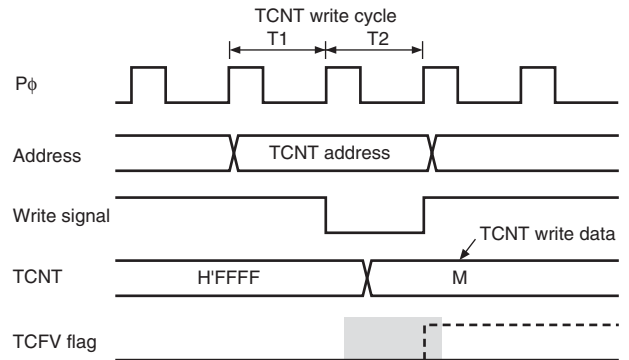 TCNT write cycle
T1 T2
Pϕ
Address TCNT address
Write signal
TCNT write data
TCNT H'FFFF M
TCFV flag